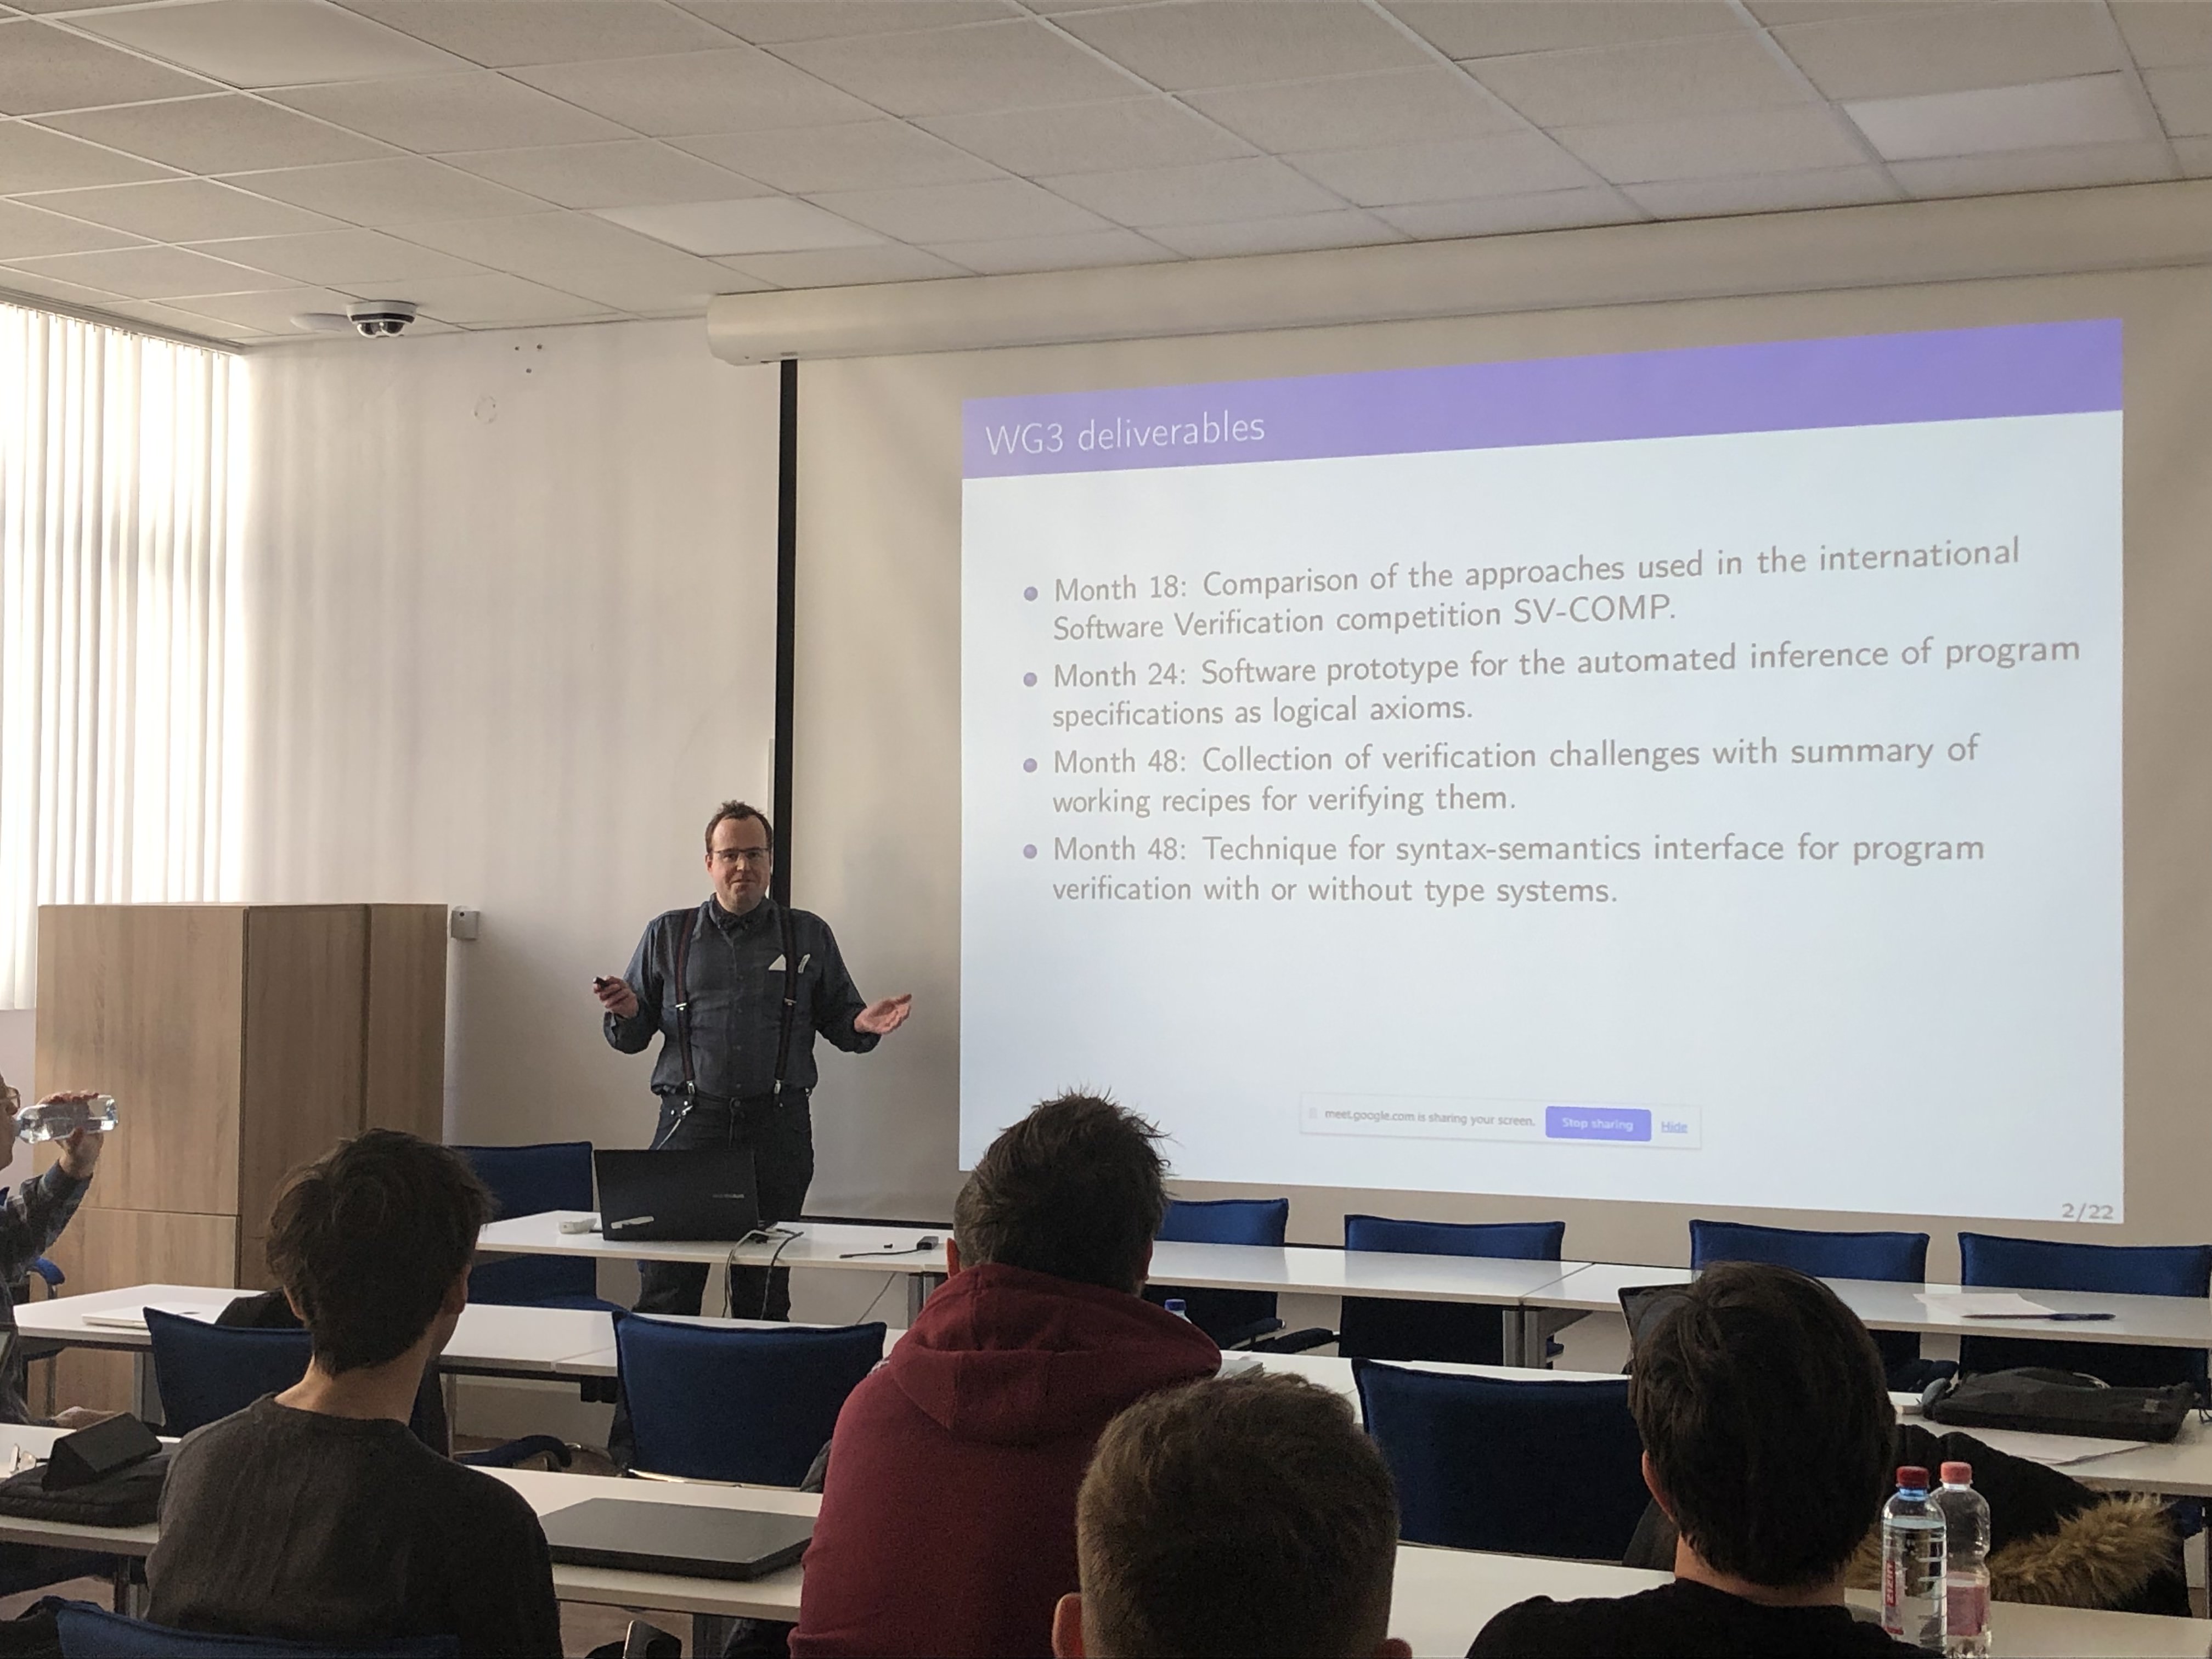 WG3 deliverables
Month 18: Comparison of the approaches used in the international
Software Verification competition SV-COMP.
Month 24: Software prototype for the automated inference of program
specifications as logical axioms.
Month 48: Collection of verification challenges with summary of
working recipes for verifying them.
Month 48: Technique for syntax-semantics interface for program
verification with or without type systems.
meet.google.com is sharing your screen. Stop sharing Hide
2/22